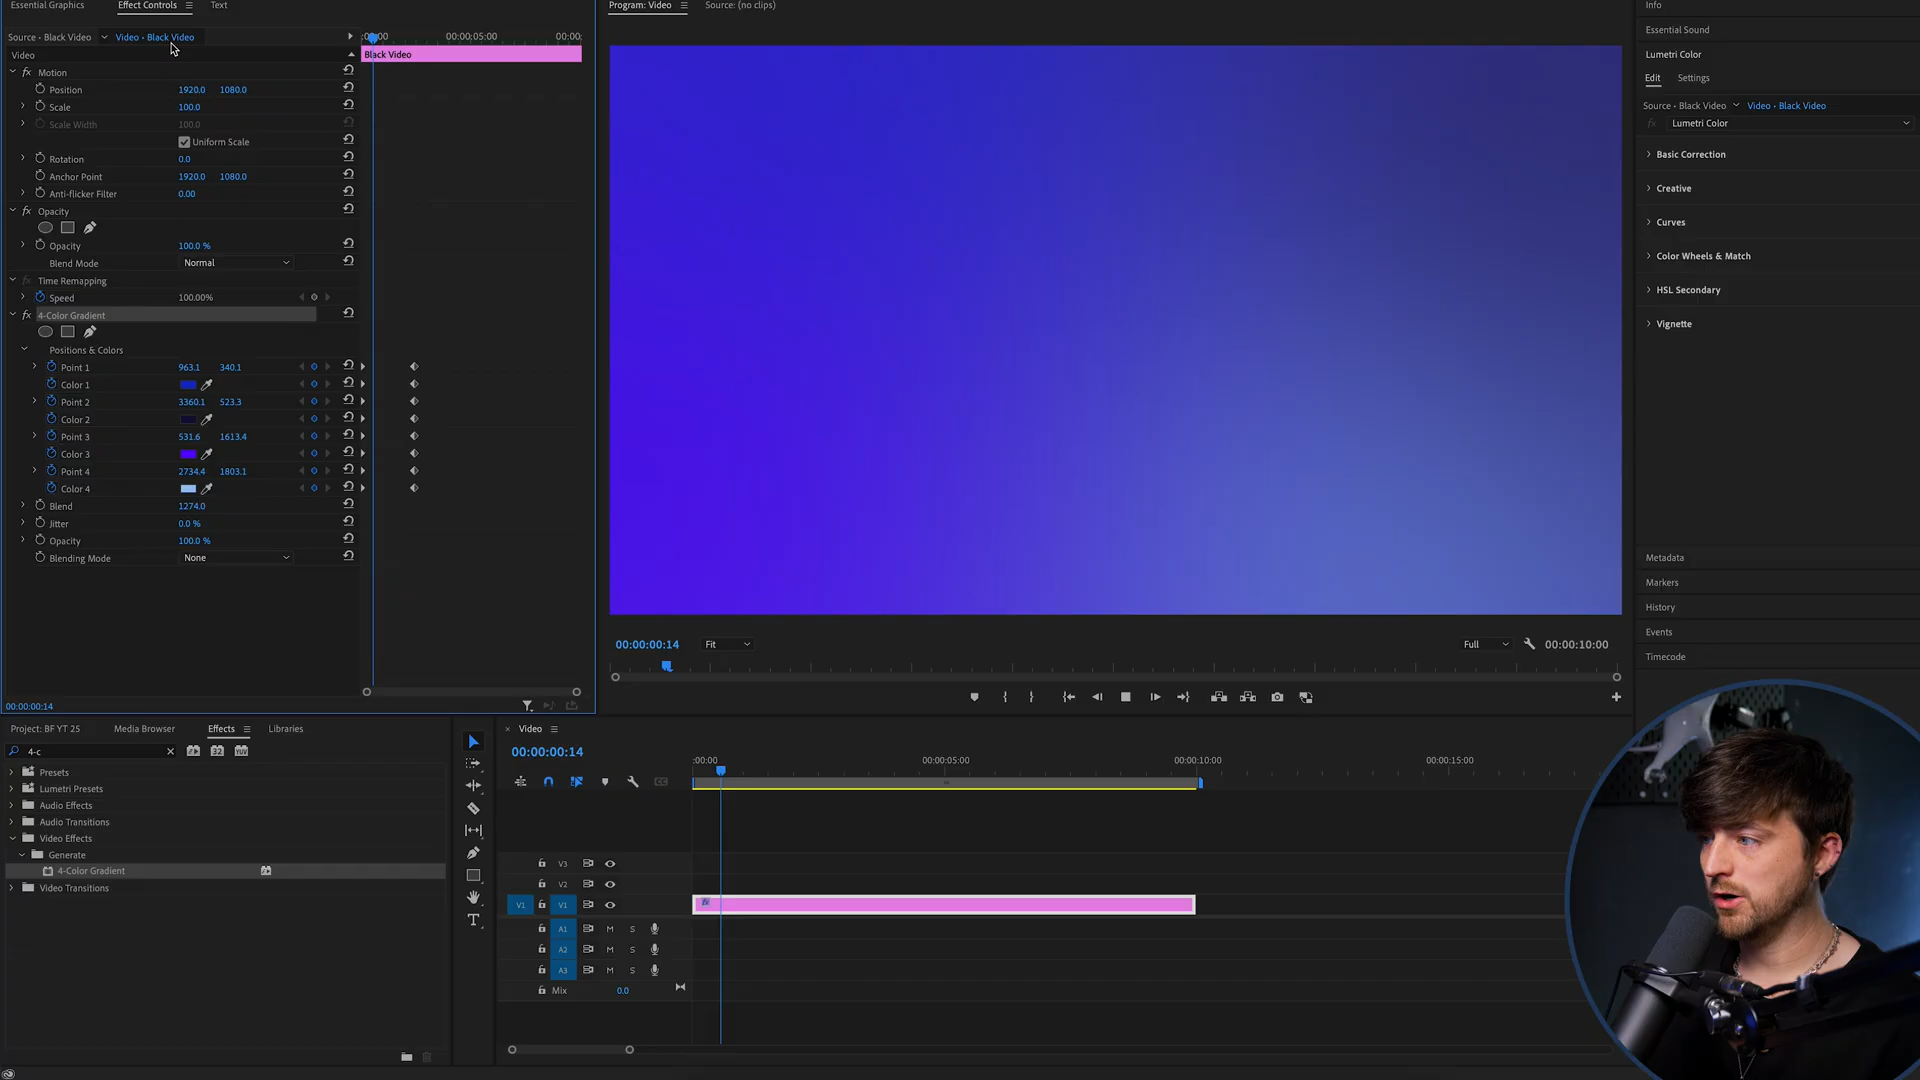 Essential Graphics
Effect Controls
Text
Program: Video
Source: (no clips)
Info
Source • Black Video
Video • Black Video
:00:00
00:00:05:00
00:00:
Essential Sound
Video
Black Video
Lumetri Color
Motion
Edit
Settings
Position 1920.0 1080.0
Scale 100.0
Source • Black Video
Video • Black Video
Scale Width 100.0
Lumetri Color
Uniform Scale
Rotation 0.0
Basic Correction
Anchor Point 1920.0 1080.0
Creative
Anti-flicker Filter 0.00
Opacity
Curves
Opacity 100.0 %
Color Wheels & Match
Blend Mode Normal
Time Remapping
HSL Secondary
Speed 100.00%
4-Color Gradient
Vignette
Positions & Colors
Point 1 963.1 340.1
Color 1
Point 2 3360.1 523.3
Color 2
Point 3 531.6 1613.4
Color 3
Point 4 2734.4 1803.1
Color 4
Blend 1274.0
Jitter 0.0 %
Opacity 100.0 %
Blending Mode None
Metadata
Markers
History
Events
Timecode
00:00:00:14
Fit
Full
00:00:10:00
00:00:00:14
Project: BF YT 25
Media Browser
Effects
Libraries
Video
4-c
32
YUV
00:00:00:14
:00:00
00:00:05:00
00:00:10:00
00:00:15:00
Presets
Lumetri Presets
Audio Effects
Audio Transitions
Video Effects
Generate
4-Color Gradient
Video Transitions
V3
V2
V1 V1
fx
A1 M S
A2 M S
A3 M S
Mix 0.0